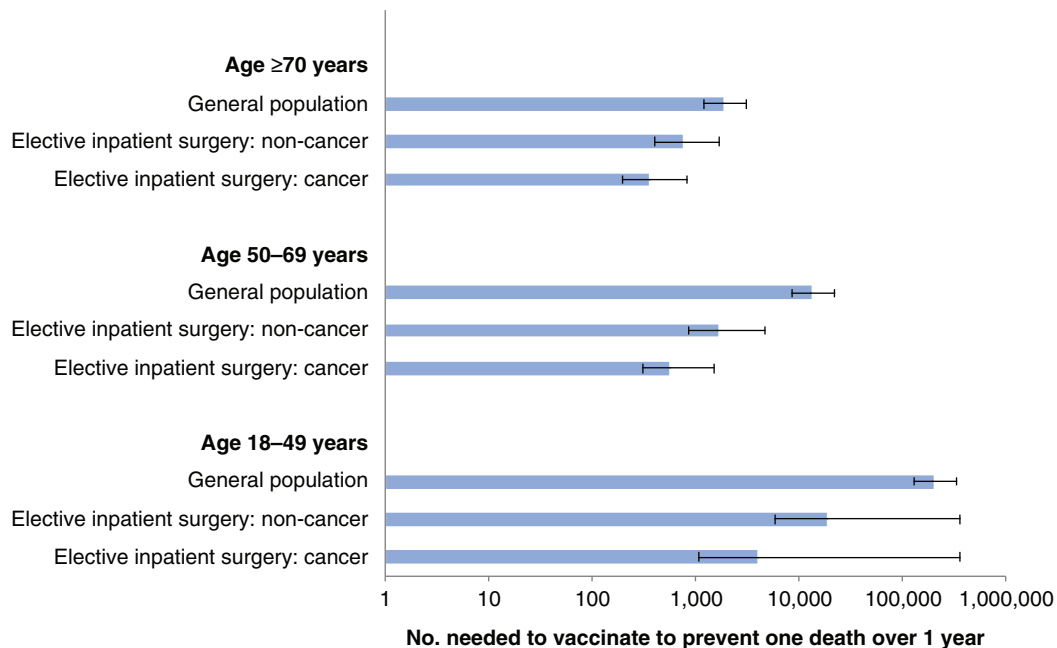 Age ≥70 years
General population
Elective inpatient surgery: non-cancer
Elective inpatient surgery: cancer
Age 50–69 years
General population
Elective inpatient surgery: non-cancer
Elective inpatient surgery: cancer
Age 18–49 years
General population
Elective inpatient surgery: non-cancer
Elective inpatient surgery: cancer
1 10 100 1,000 10,000 100,000 1,000,000
No. needed to vaccinate to prevent one death over 1 year